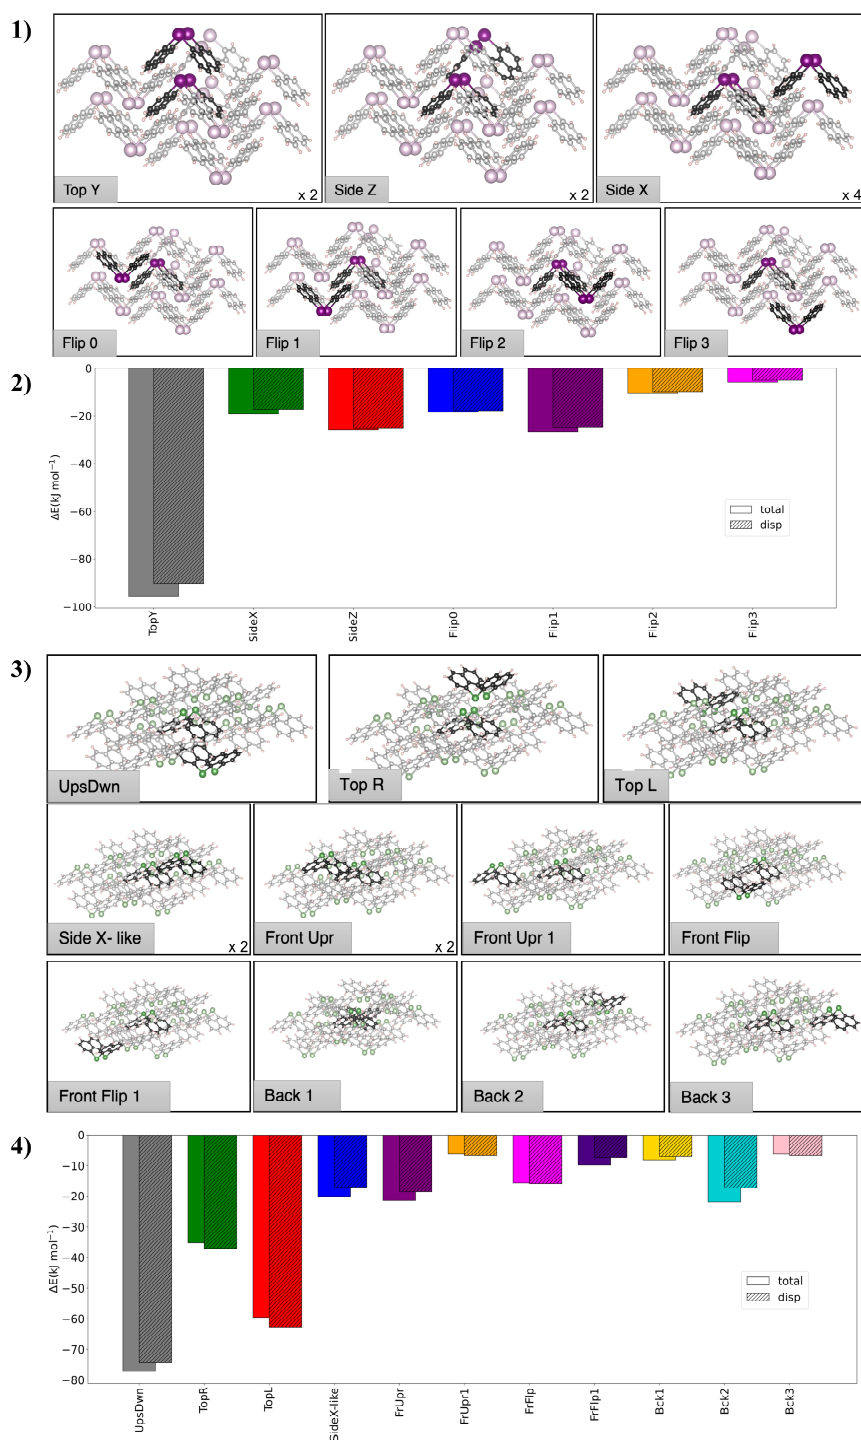 1)
Top Y
x 2
Side Z
x 2
Side X
x 4
Flip 0
Flip 1
Flip 2
Flip 3
2)
0
−20
−40
−60
−80
−100
ΔE(kJ mol⁻¹)
total
disp
TopY
SideX
SideZ
Flip0
Flip1
Flip2
Flip3
3)
UpsDwn
Top R
Top L
Side X- like
x 2
Front Upr
x 2
Front Upr 1
Front Flip
Front Flip 1
Back 1
Back 2
Back 3
4)
0
−10
−20
−30
−40
−50
−60
−70
−80
ΔE(kJ mol⁻¹)
total
disp
UpsDwn
TopR
TopL
SideX-like
FrUpr
FrUpr1
FrFlp
FrFlp1
Bck1
Bck2
Bck3